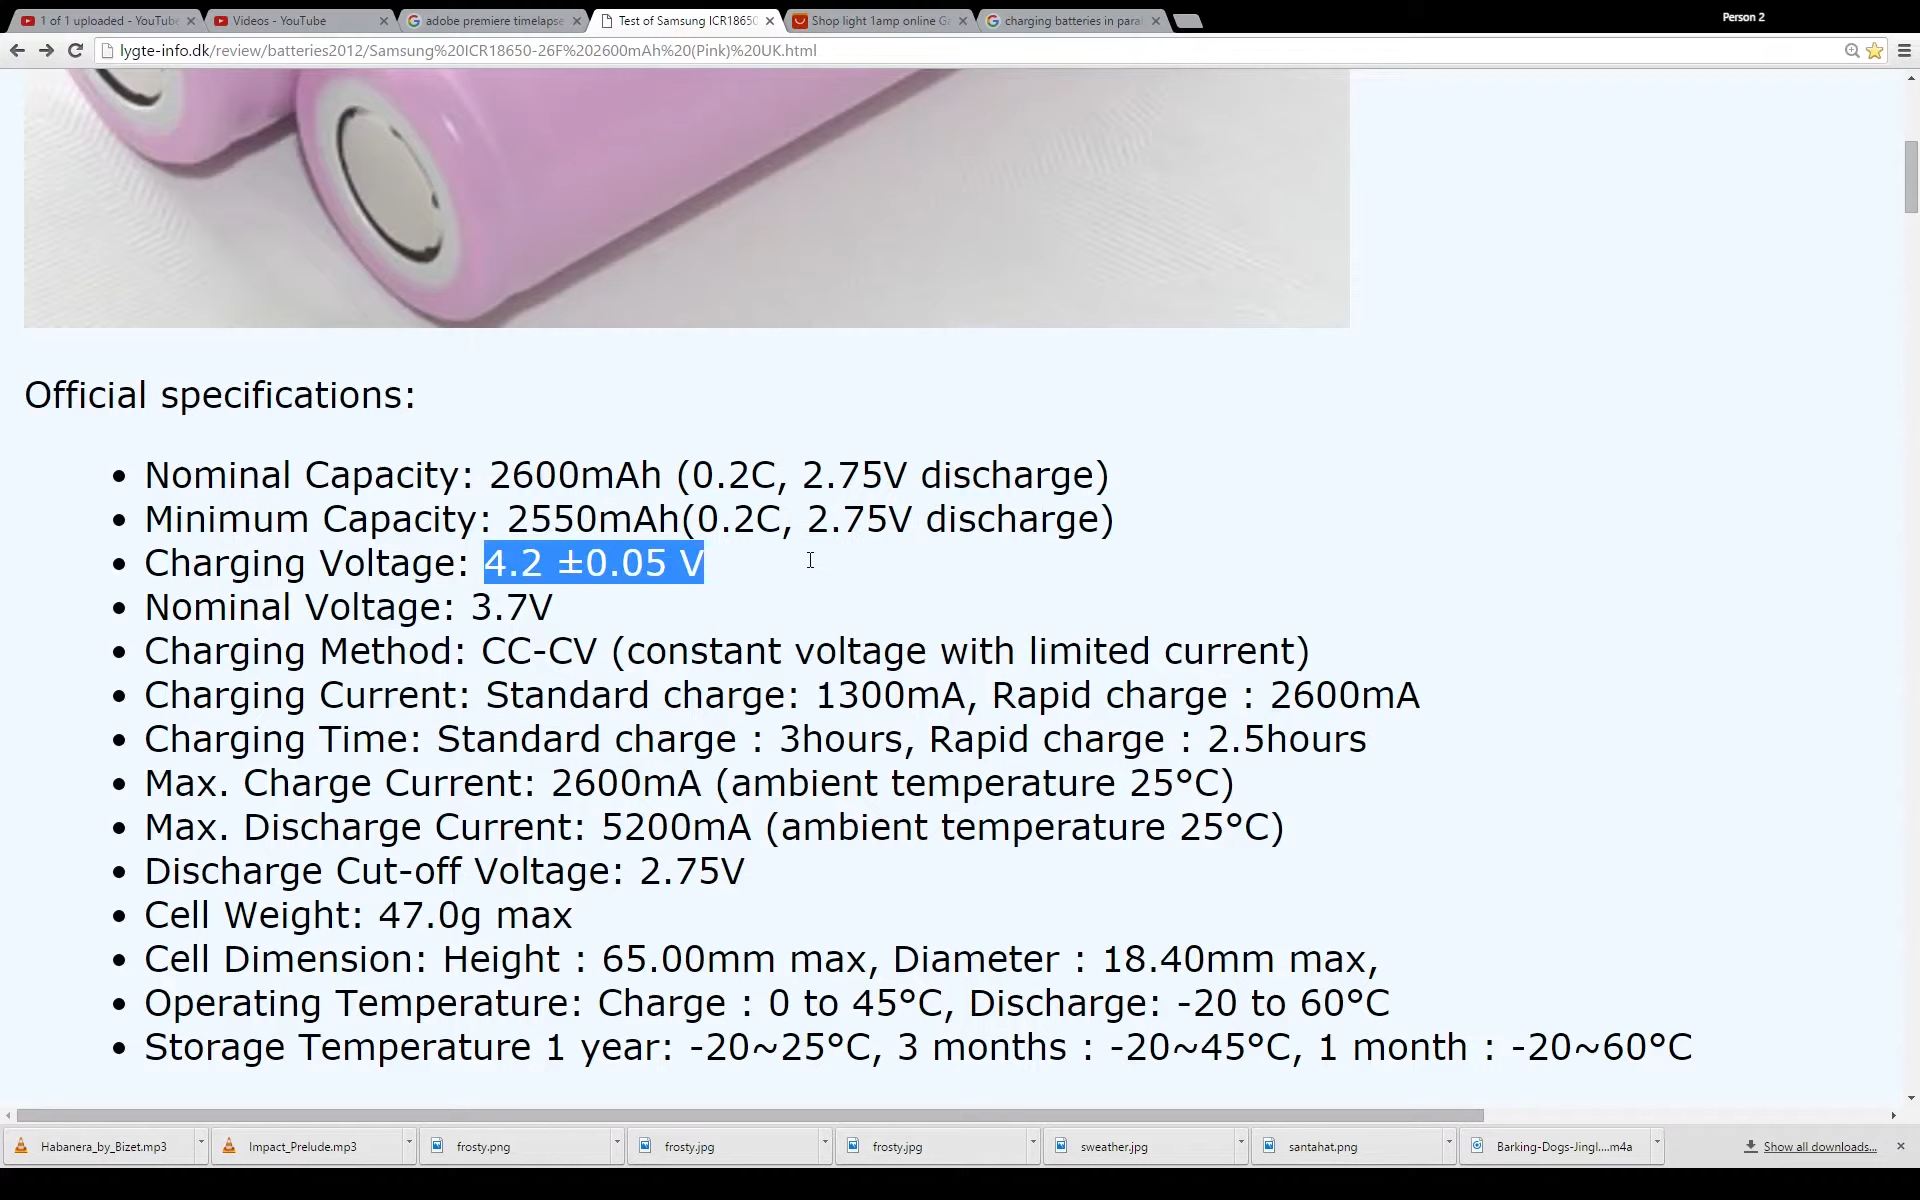 1 of 1 uploaded - YouTube
Videos - YouTube
adobe premiere timelapse
Test of Samsung ICR18650
Shop light 1amp online Ga
charging batteries in paral
Person 2
lygte-info.dk/review/batteries2012/Samsung%20ICR18650-26F%202600mAh%20(Pink)%20UK.html
Official specifications:
• Nominal Capacity: 2600mAh (0.2C, 2.75V discharge)
• Minimum Capacity: 2550mAh(0.2C, 2.75V discharge)
• Charging Voltage: 4.2 ±0.05 V
• Nominal Voltage: 3.7V
• Charging Method: CC-CV (constant voltage with limited current)
• Charging Current: Standard charge: 1300mA, Rapid charge : 2600mA
• Charging Time: Standard charge : 3hours, Rapid charge : 2.5hours
• Max. Charge Current: 2600mA (ambient temperature 25°C)
• Max. Discharge Current: 5200mA (ambient temperature 25°C)
• Discharge Cut-off Voltage: 2.75V
• Cell Weight: 47.0g max
• Cell Dimension: Height : 65.00mm max, Diameter : 18.40mm max,
• Operating Temperature: Charge : 0 to 45°C, Discharge: -20 to 60°C
• Storage Temperature 1 year: -20~25°C, 3 months : -20~45°C, 1 month : -20~60°C
Habanera_by_Bizet.mp3
Impact_Prelude.mp3
frosty.png
frosty.jpg
frosty.jpg
sweather.jpg
santahat.png
Barking-Dogs-Jingl....m4a
Show all downloads...